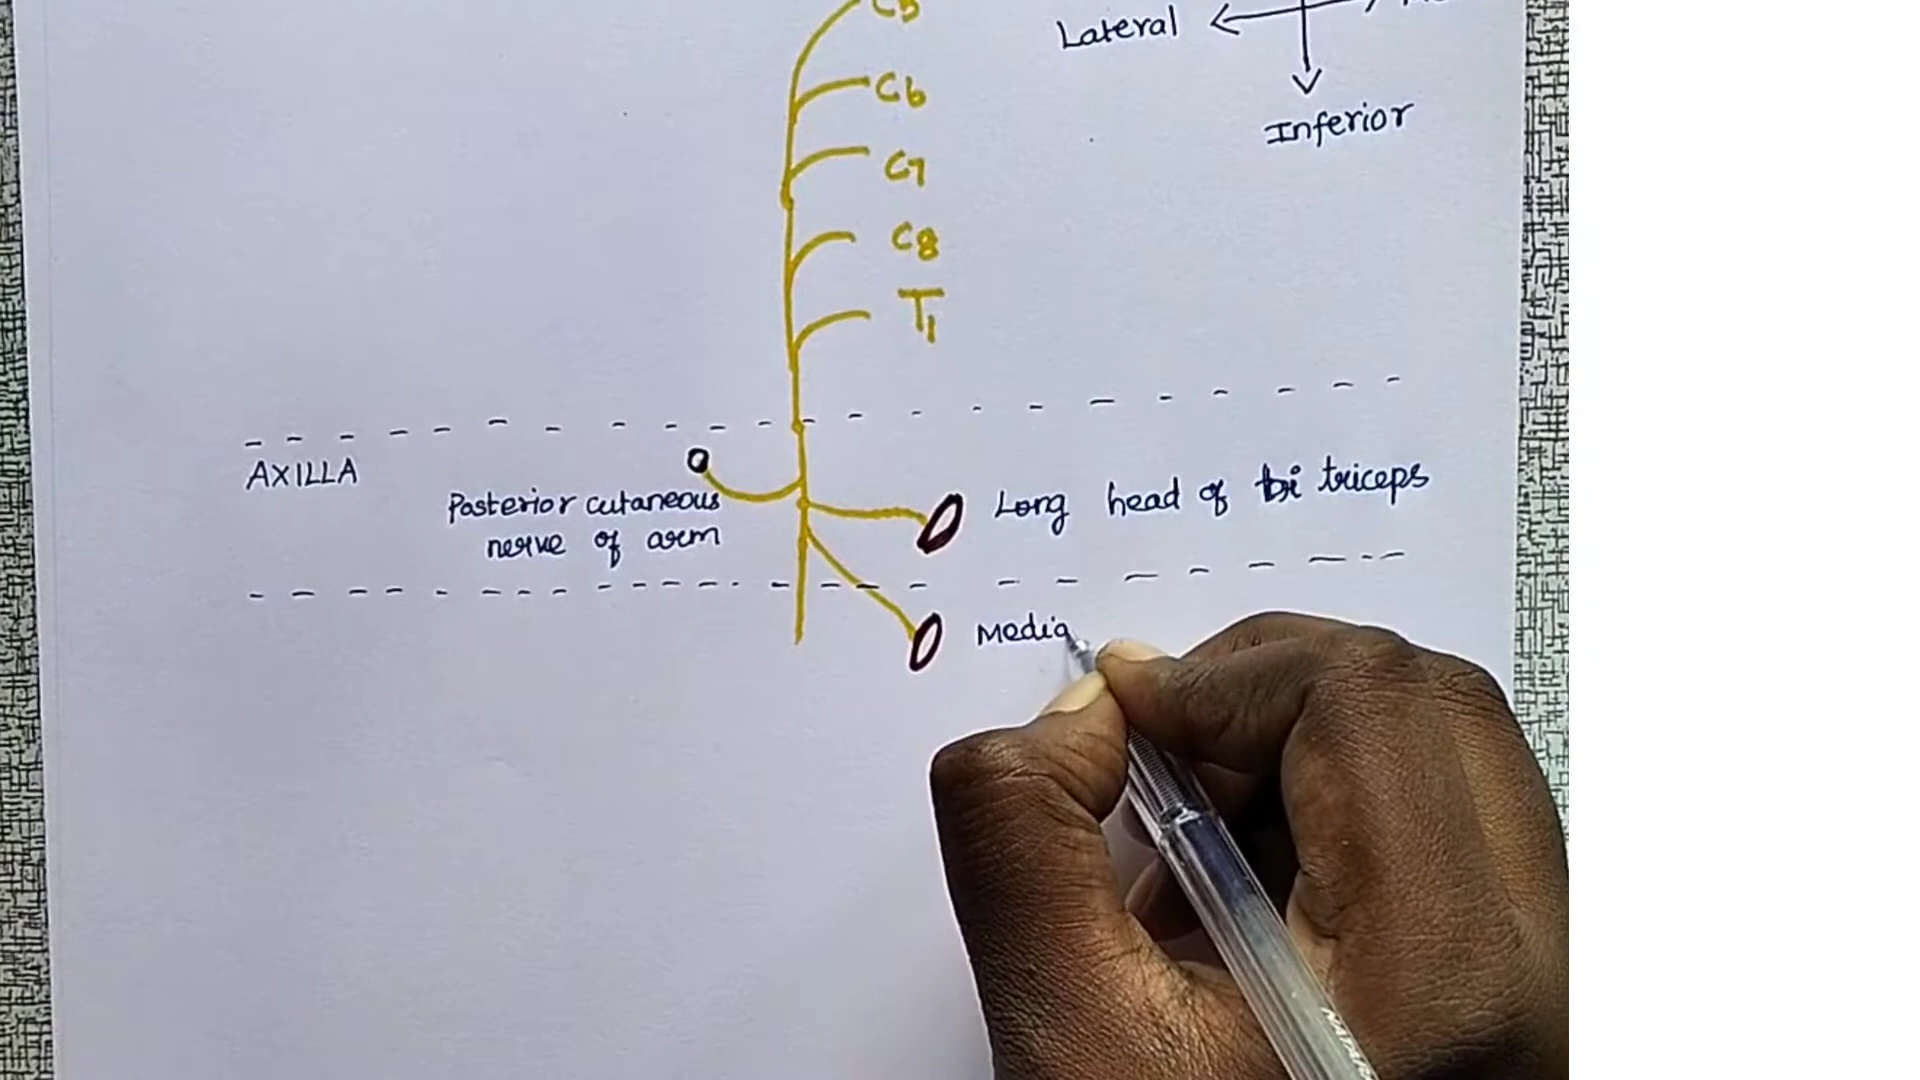 C5
Lateral
C6
Inferior
C7
C8
T1
AXILLA
Posterior cutaneous
nerve of arm
Long head of bi triceps
Media